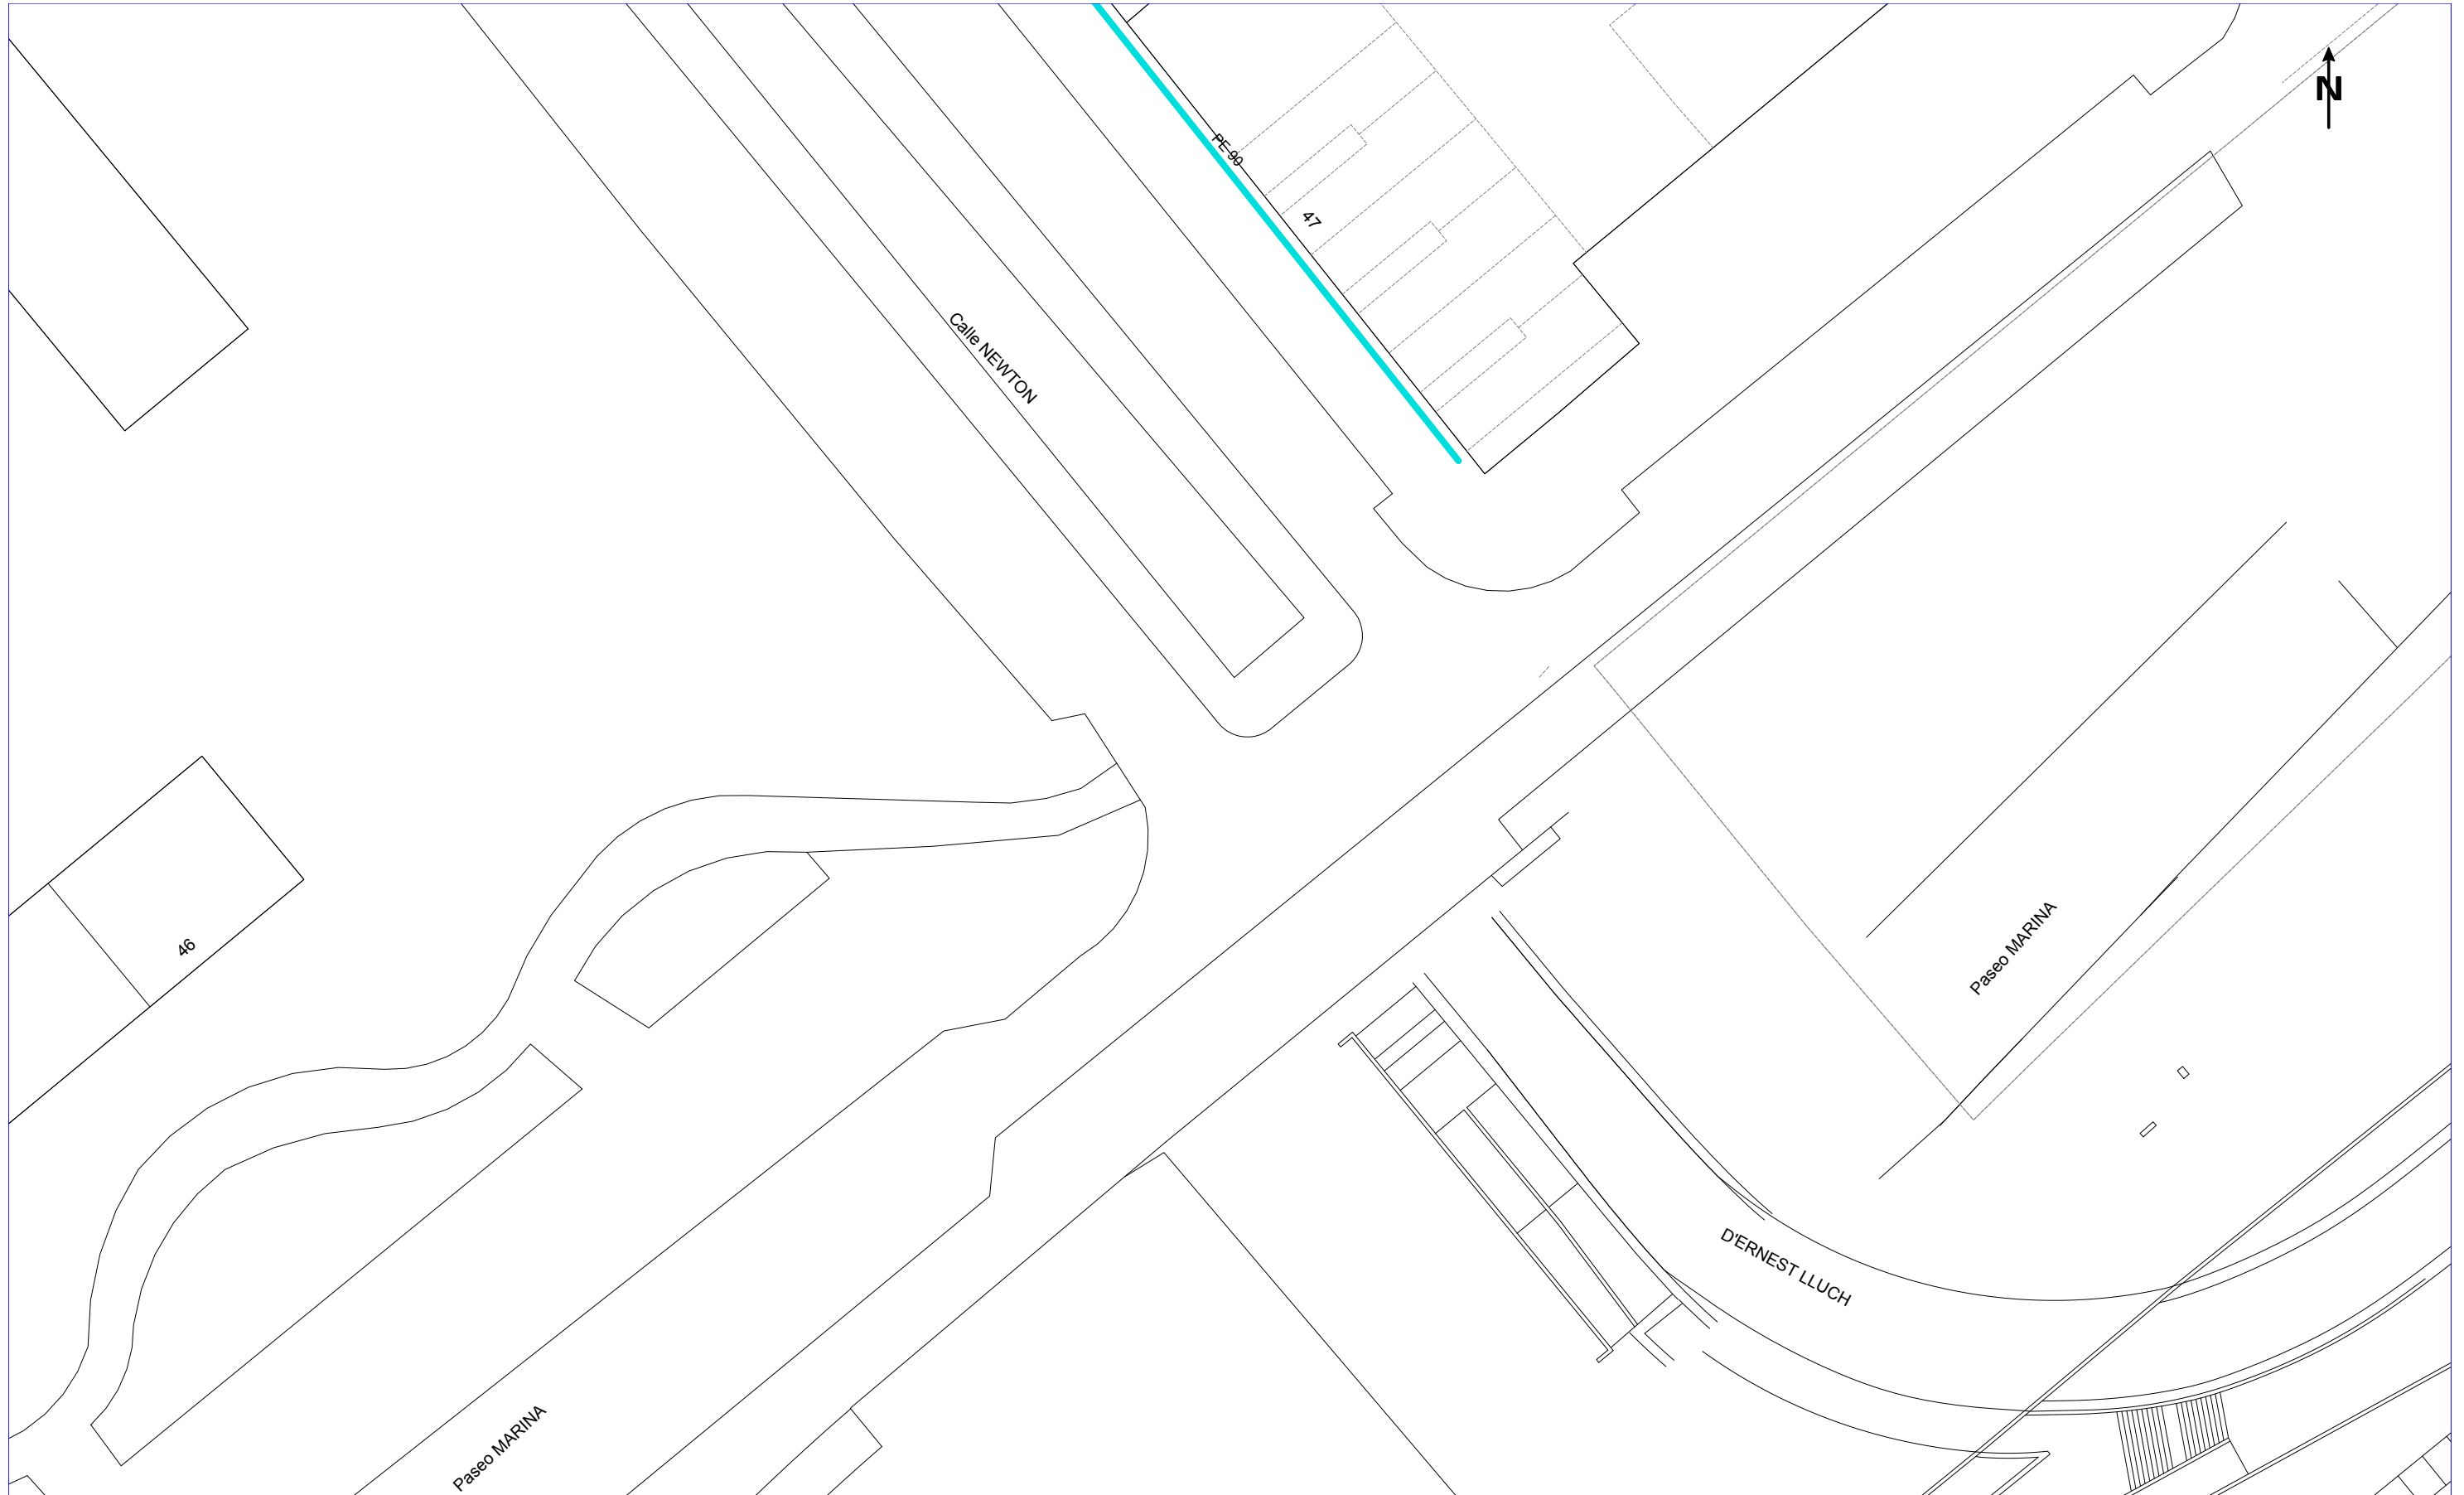 N
PE 90
47
Calle NEWTON
46
Paseo MARINA
D'ERNEST LLUCH
Paseo MARINA